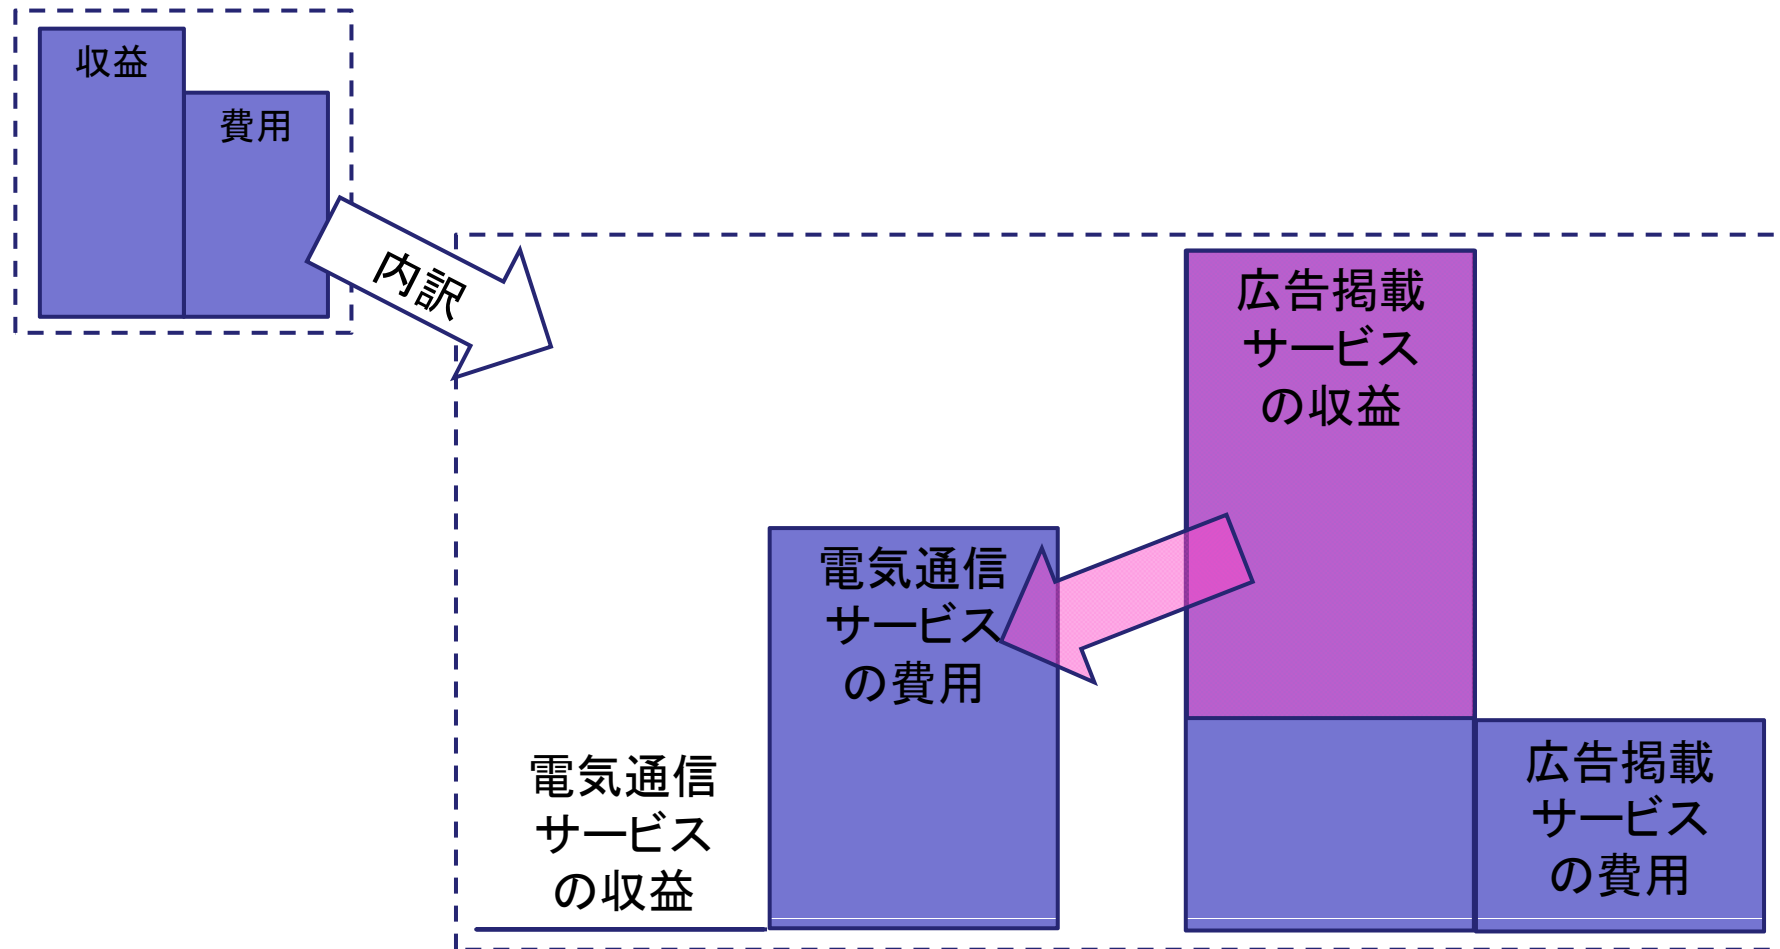 収益
費用
内訳
広告掲載
サービス
の収益
電気通信
サービス
の費用
電気通信
サービス
の収益
広告掲載
サービス
の費用